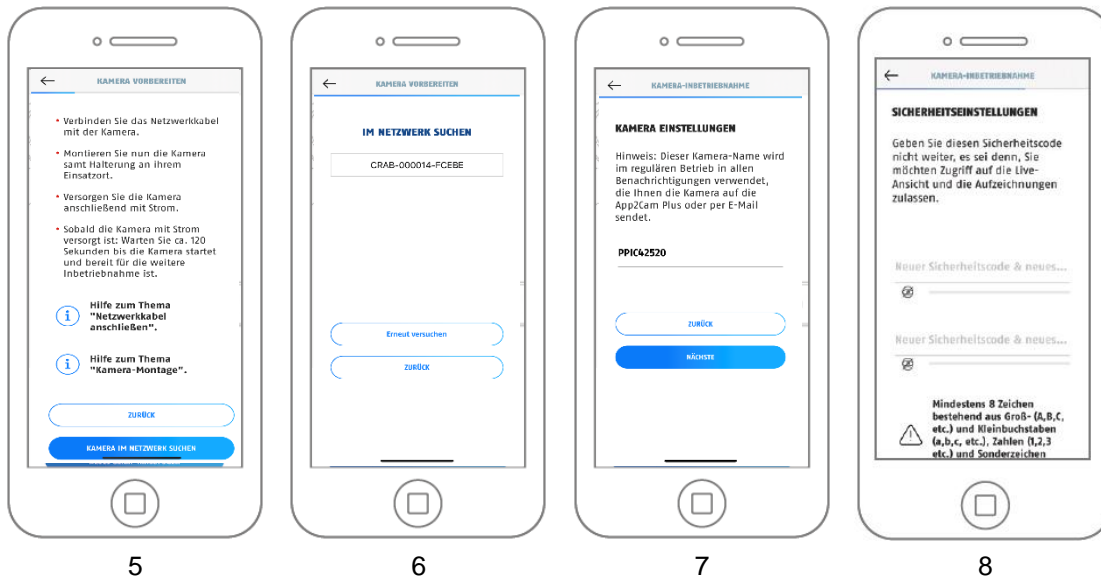 KAMERA VORBEREITEN
• Verbinden Sie das Netzwerkkabel
mit der Kamera.
• Montieren Sie nun die Kamera
samt Halterung an ihrem
Einsatzort.
• Versorgen Sie die Kamera
anschließend mit Strom.
• Sobald die Kamera mit Strom
versorgt ist: Warten Sie ca. 120
Sekunden bis die Kamera startet
und bereit für die weitere
Inbetriebnahme ist.
Hilfe zum Thema
"Netzwerkkabel
anschließen".
Hilfe zum Thema
"Kamera-Montage".
ZURÜCK
KAMERA IM NETZWERK SUCHEN
5
KAMERA VORBEREITEN
IM NETZWERK SUCHEN
CRAB-000014-FCEBE
Erneut versuchen
ZURÜCK
6
KAMERA-INBETRIEBNAHME
KAMERA EINSTELLUNGEN
Hinweis: Dieser Kamera-Name wird
im regulären Betrieb in allen
Benachrichtigungen verwendet,
die Ihnen die Kamera auf die
App2Cam Plus oder per E-Mail
sendet.
PPIC42520
ZURÜCK
NÄCHSTE
7
KAMERA-INBETRIEBNAHME
SICHERHEITSEINSTELLUNGEN
Geben Sie diesen Sicherheitscode
nicht weiter, es sei denn, Sie
möchten Zugriff auf die Live-
Ansicht und die Aufzeichnungen
zulassen.
Neuer Sicherheitscode & neues...
Neuer Sicherheitscode & neues...
Mindestens 8 Zeichen
bestehend aus Groß- (A,B,C,
etc.) und Kleinbuchstaben
(a,b,c, etc.), Zahlen (1,2,3
etc.) und Sonderzeichen
8